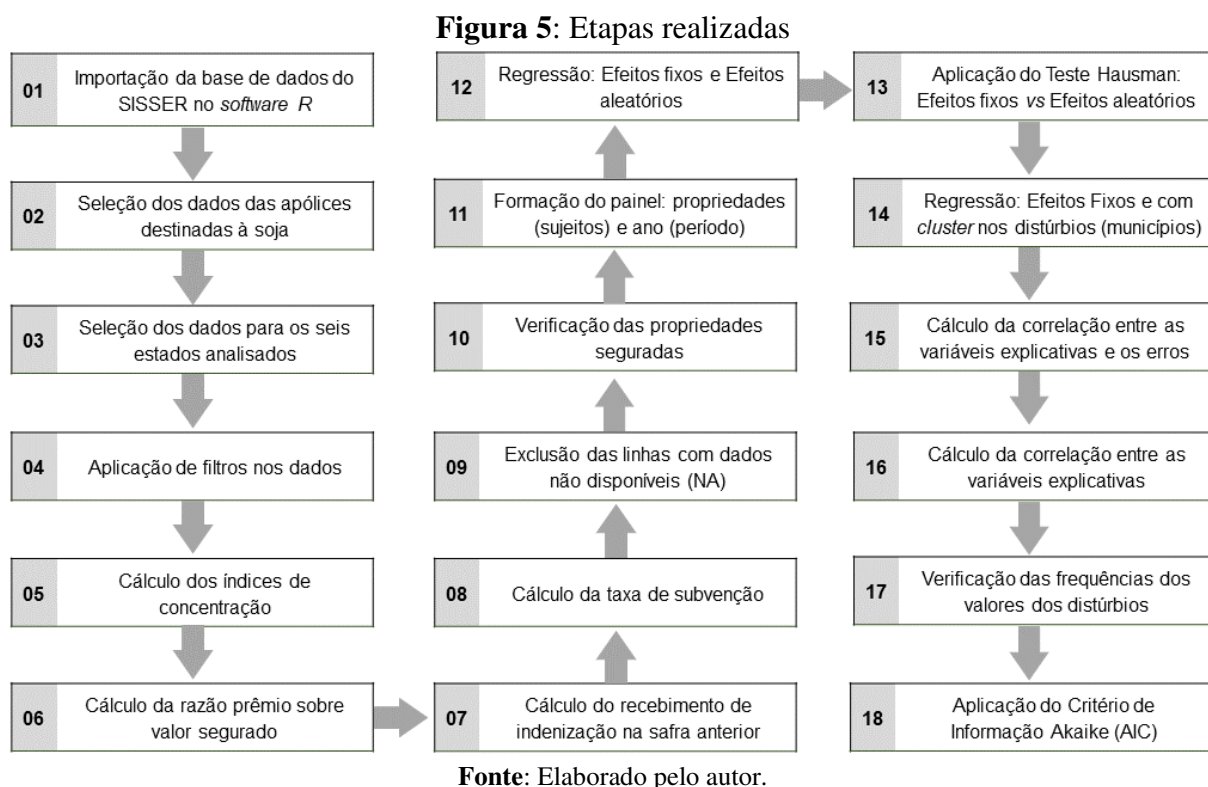 Figura 5: Etapas realizadas
01
Importação da base de dados do
SISSER no software R
02
Seleção dos dados das apólices
destinadas à soja
03
Seleção dos dados para os seis
estados analisados
04
Aplicação de filtros nos dados
05
Cálculo dos índices de
concentração
06
Cálculo da razão prêmio sobre
valor segurado
07
Cálculo do recebimento de
indenização na safra anterior
08
Cálculo da taxa de subvenção
09
Exclusão das linhas com dados
não disponíveis (NA)
10
Verificação das propriedades
seguradas
11
Formação do painel: propriedades
(sujeitos) e ano (período)
12
Regressão: Efeitos fixos e Efeitos
aleatórios
13
Aplicação do Teste Hausman:
Efeitos fixos vs Efeitos aleatórios
14
Regressão: Efeitos Fixos e com
cluster nos distúrbios (municípios)
15
Cálculo da correlação entre as
variáveis explicativas e os erros
16
Cálculo da correlação entre as
variáveis explicativas
17
Verificação das frequências dos
valores dos distúrbios
18
Aplicação do Critério de
Informação Akaike (AIC)
Fonte: Elaborado pelo autor.